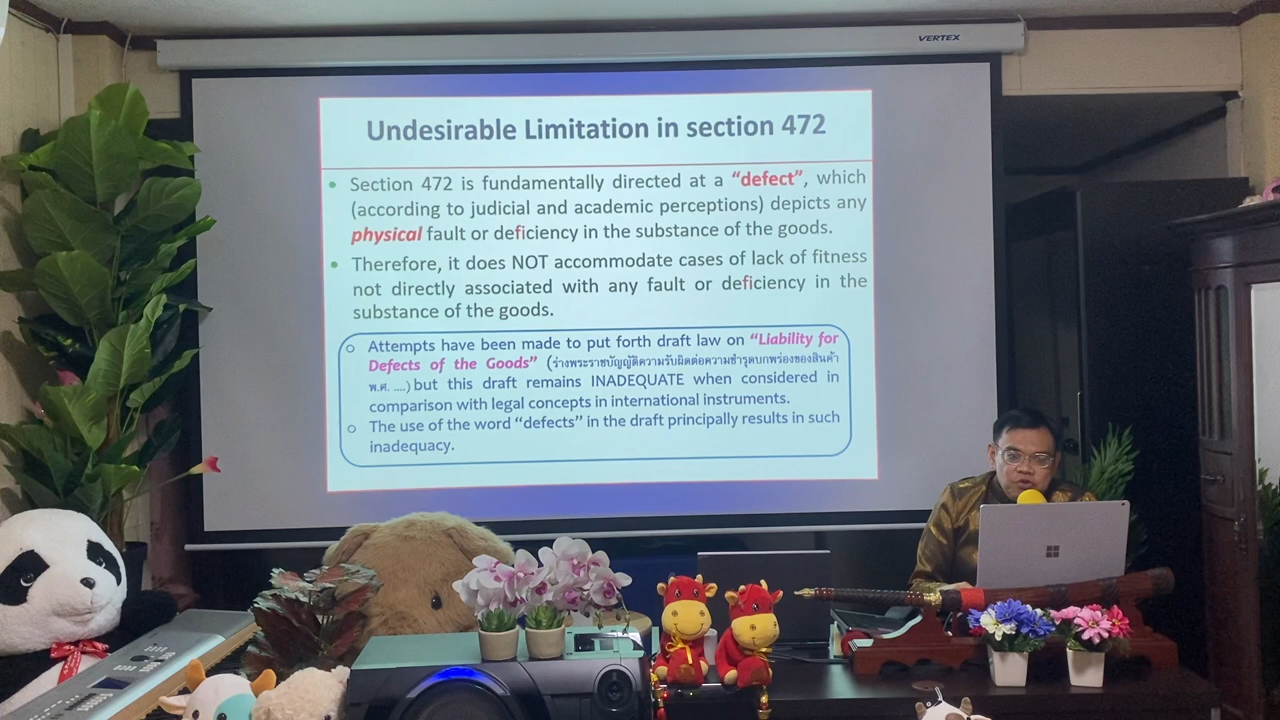 VERTEX
Undesirable Limitation in section 472
• Section 472 is fundamentally directed at a “defect”, which
(according to judicial and academic perceptions) depicts any
physical fault or deficiency in the substance of the goods.
• Therefore, it does NOT accommodate cases of lack of fitness
not directly associated with any fault or deficiency in the
substance of the goods.
o Attempts have been made to put forth draft law on “Liability for
Defects of the Goods” (ร่างพระราชบัญญัติความรับผิดต่อความชำรุดบกพร่องของสินค้า
พ.ศ. ....) but this draft remains INADEQUATE when considered in
comparison with legal concepts in international instruments.
o The use of the word “defects” in the draft principally results in such
inadequacy.